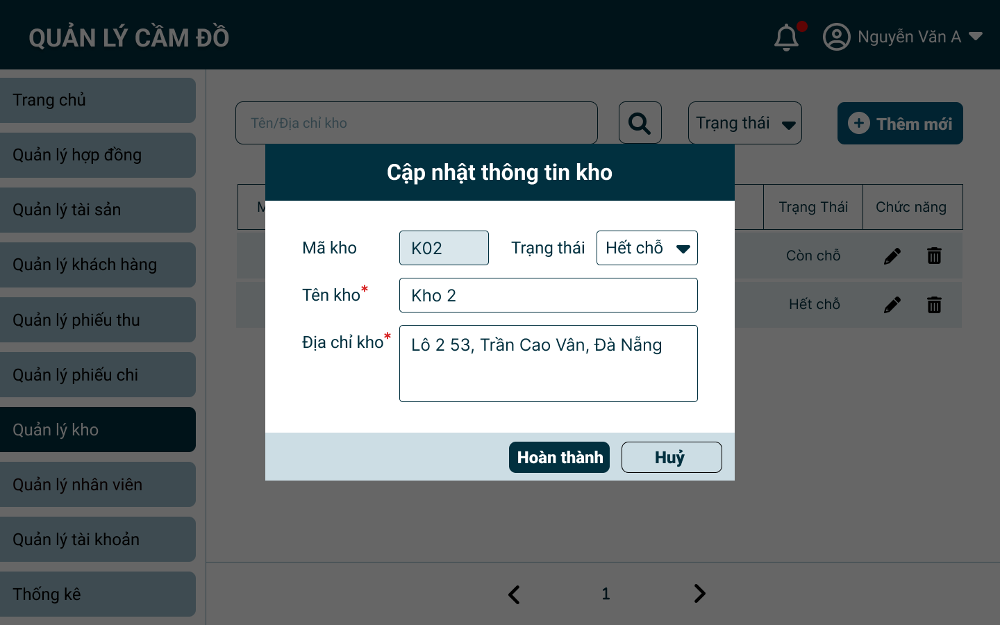 QUẢN LÝ CẦM ĐỒ
Nguyễn Văn A
Trang chủ
Quản lý hợp đồng
Quản lý tài sản
Quản lý khách hàng
Quản lý phiếu thu
Quản lý phiếu chi
Quản lý kho
Quản lý nhân viên
Quản lý tài khoản
Thống kê
Tên/Địa chỉ kho
Trạng thái
Thêm mới
Trạng Thái
Chức năng
Còn chỗ
Hết chỗ
Cập nhật thông tin kho
Mã kho
K02
Trạng thái
Hết chỗ
Tên kho*
Kho 2
Địa chỉ kho*
Lô 2 53, Trần Cao Vân, Đà Nẵng
Hoàn thành
Huỷ
1